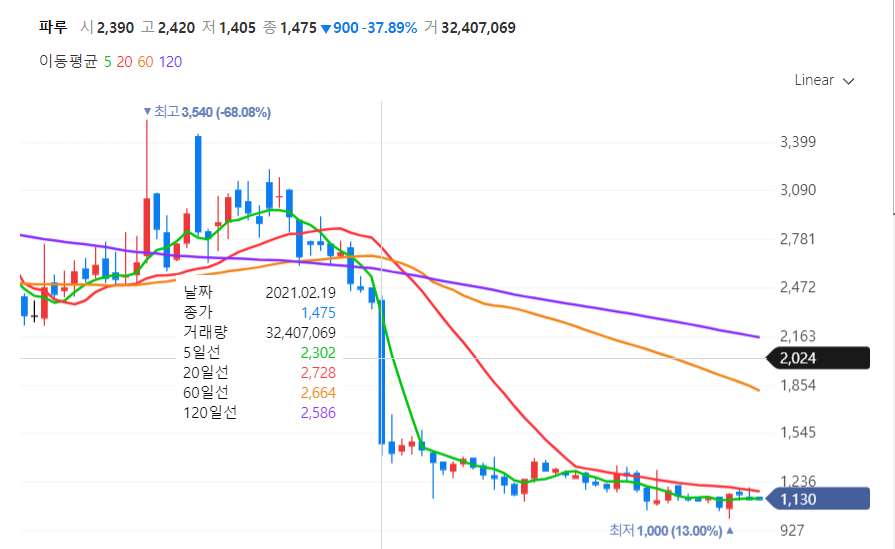 파루 시 2,390 고 2,420 저 1,405 종 1,475 ▼900 -37.89% 거 32,407,069
이동평균 5 20 60 120
Linear
▼최고 3,540 (-68.08%)
3,399
3,090
2,781
2,472
2,163
2,024
1,854
1,545
1,236
1,130
927
날짜 2021.02.19
종가 1,475
거래량 32,407,069
5일선 2,302
20일선 2,728
60일선 2,664
120일선 2,586
최저 1,000 (13.00%) ▲